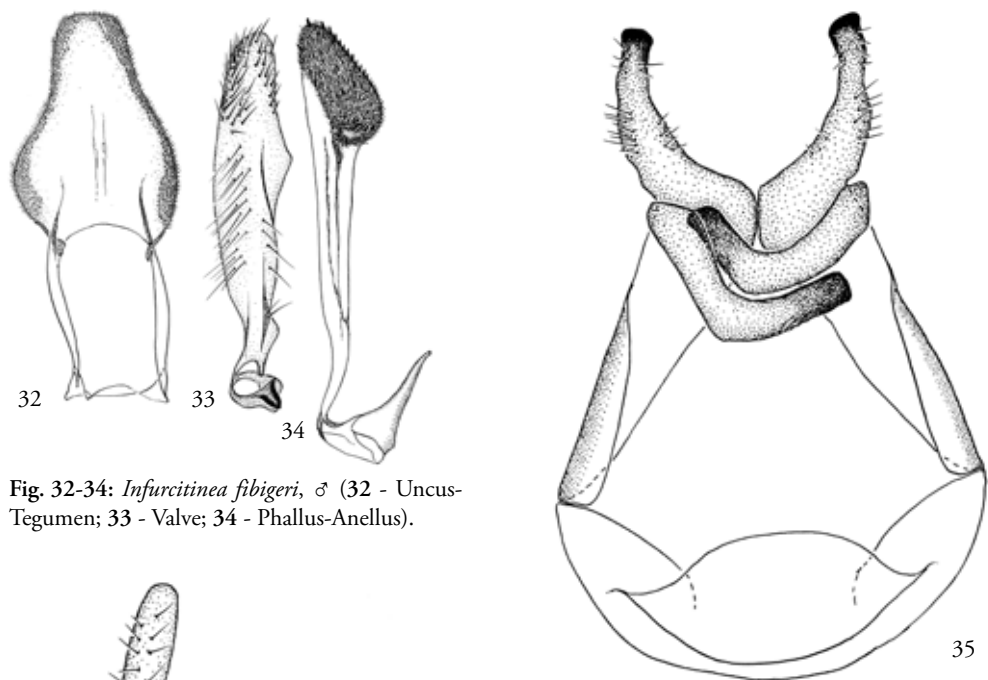 32
33
34
Fig. 32-34: Infurcitinea fibigeri, ♂ (32 - Uncus-
Tegumen; 33 - Valve; 34 - Phallus-Anellus).
35